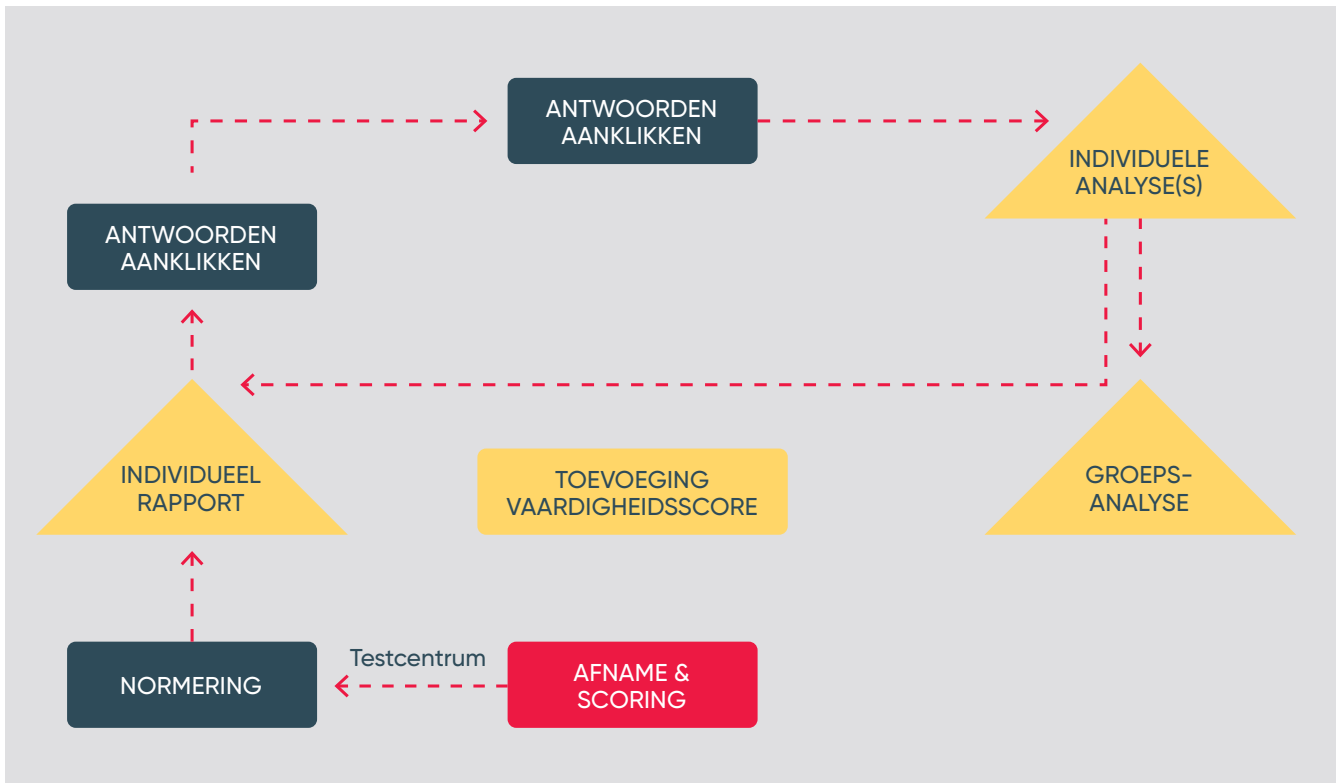 ANTWOORDEN
AANKLIKKEN
INDIVIDUELE
ANALYSE(S)
ANTWOORDEN
AANKLIKKEN
INDIVIDUEEL
RAPPORT
TOEVOEGING
VAARDIGHEIDSSCORE
GROEPS-
ANALYSE
NORMERING
Testcentrum
AFNAME &
SCORING